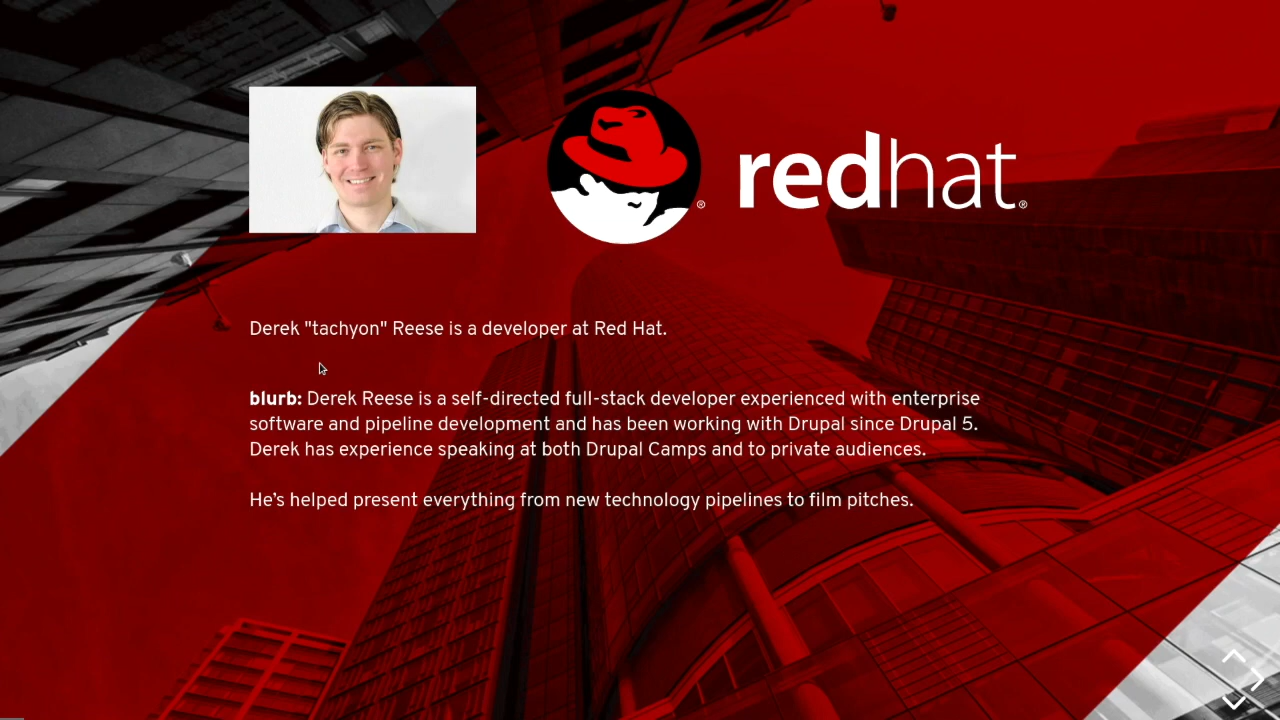 redhat®
Derek "tachyon" Reese is a developer at Red Hat.
blurb: Derek Reese is a self-directed full-stack developer experienced with enterprise
software and pipeline development and has been working with Drupal since Drupal 5.
Derek has experience speaking at both Drupal Camps and to private audiences.
He’s helped present everything from new technology pipelines to film pitches.